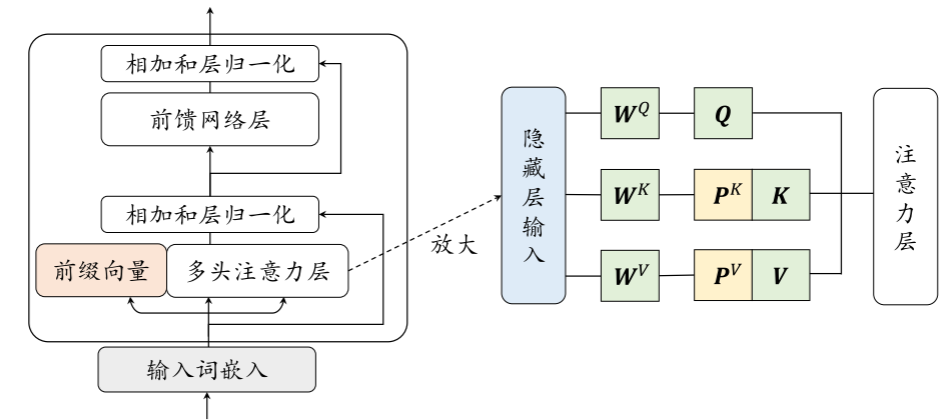 相加和层归一化
前馈网络层
相加和层归一化
前缀向量
多头注意力层
输入词嵌入
放大
隐藏层输入
W^Q
Q
W^K
P^K
K
W^V
P^V
V
注意力层